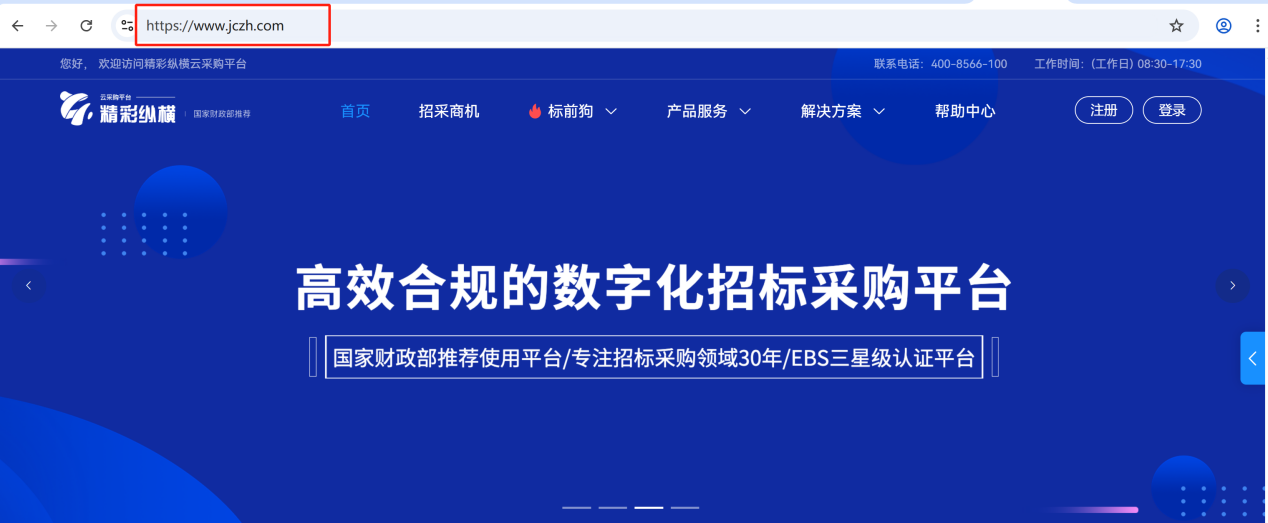 https://www.jczh.com
您好， 欢迎访问精彩纵横云采购平台
联系电话：400-8566-100
工作时间：(工作日) 08:30-17:30
云采购平台
精彩纵横
国家财政部推荐
首页
招采商机
标前狗
产品服务
解决方案
帮助中心
注册
登录
高效合规的数字化招标采购平台
国家财政部推荐使用平台/专注招标采购领域30年/EBS三星级认证平台